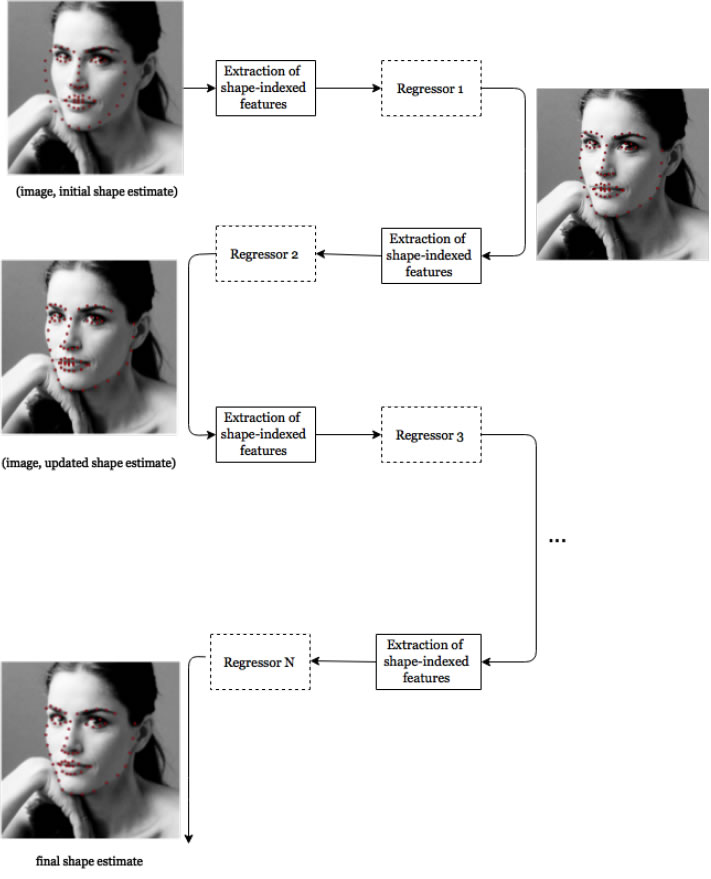 Extraction of
shape-indexed
features
Regressor 1
(image, initial shape estimate)
Regressor 2
Extraction of
shape-indexed
features
Extraction of
shape-indexed
features
Regressor 3
(image, updated shape estimate)
...
Regressor N
Extraction of
shape-indexed
features
final shape estimate